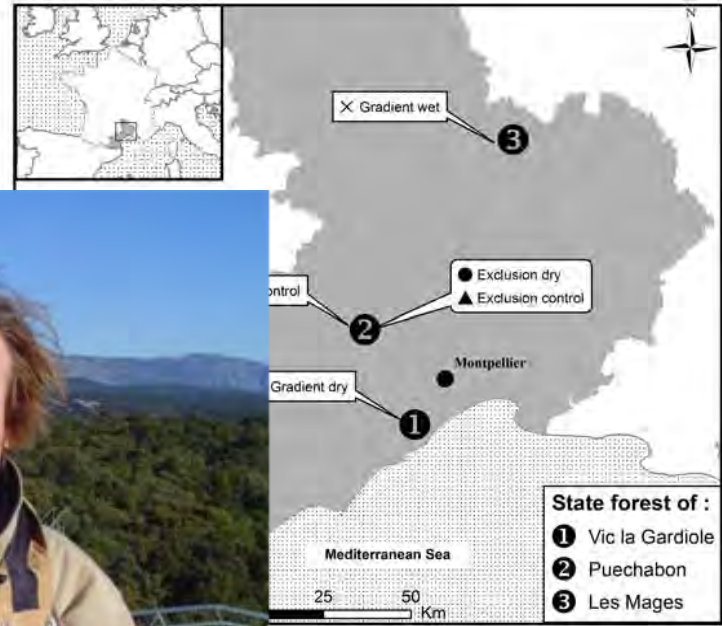 N
Gradient wet
3
Exclusion dry
Exclusion control
ontrol
2
Montpellier
Gradient dry
1
State forest of :
1 Vic la Gardiole
2 Puechabon
3 Les Mages
Mediterranean Sea
25 50
Km